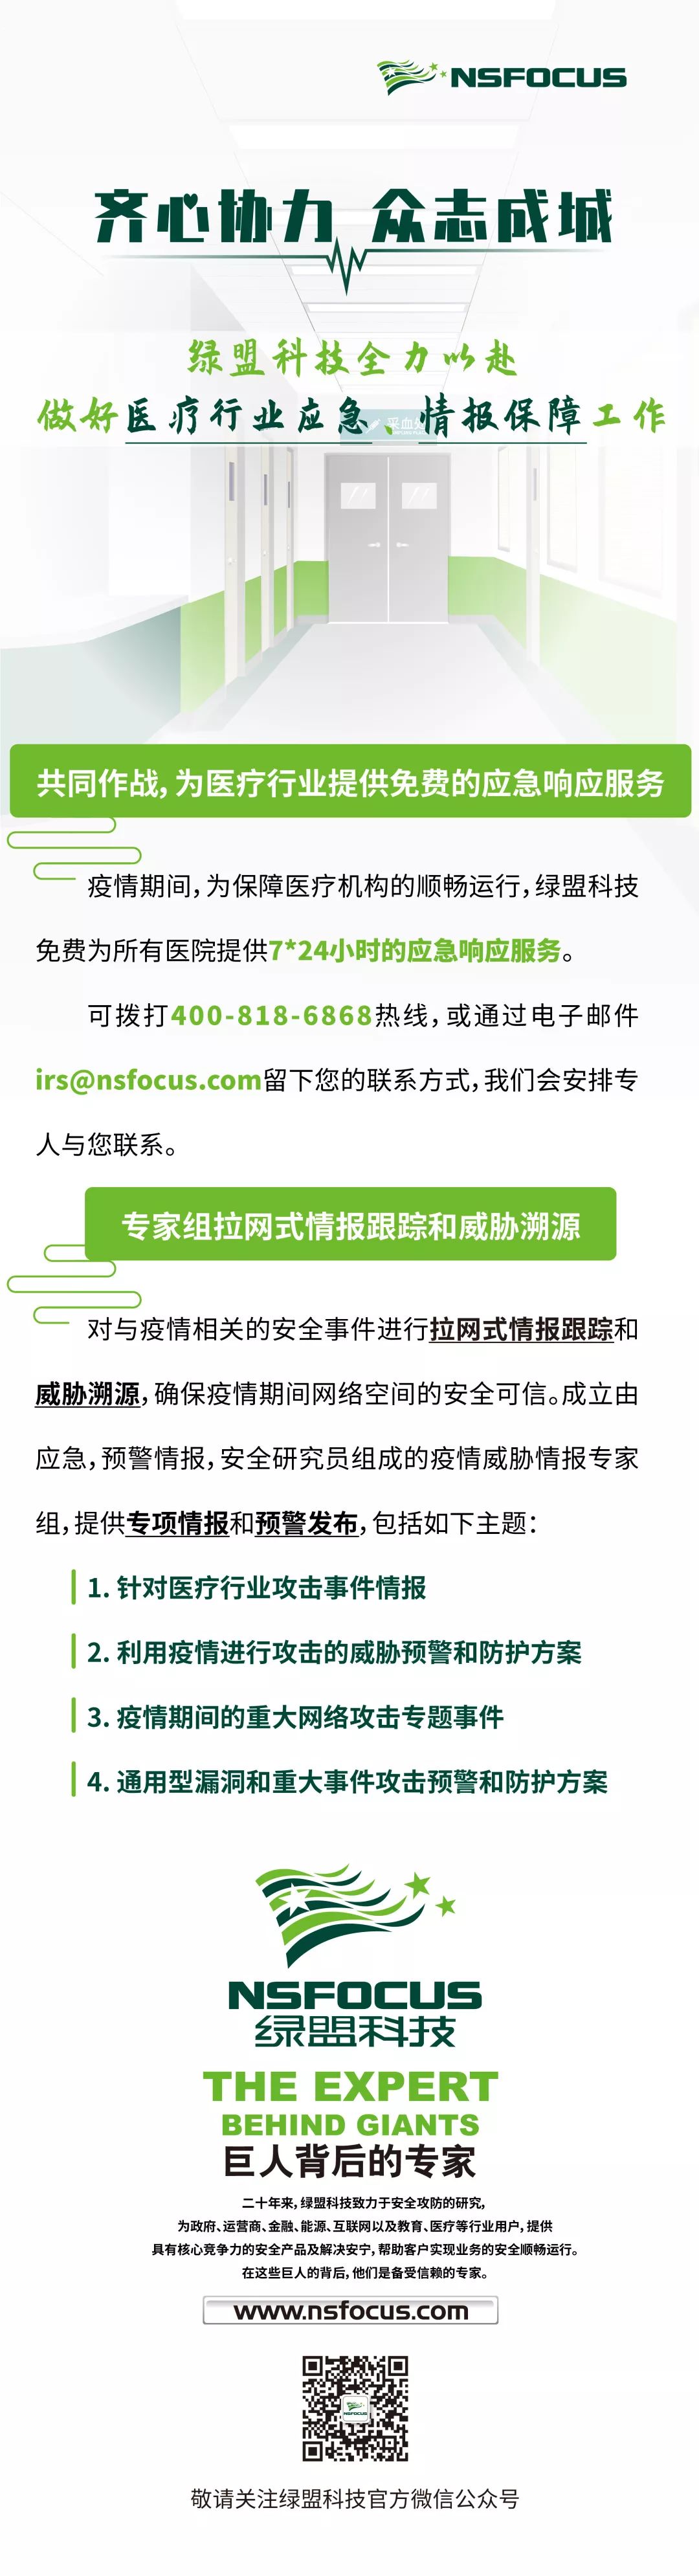 NSFOCUS
齐心协力 众志成城
绿盟科技全力以赴
做好医疗行业应急、情报保障工作
采血处
共同作战，为医疗行业提供免费的应急响应服务
疫情期间，为保障医疗机构的顺畅运行，绿盟科技
免费为所有医院提供7*24小时的应急响应服务。
可拨打400-818-6868热线，或通过电子邮件
irs@nsfocus.com留下您的联系方式，我们会安排专
人与您联系。
专家组拉网式情报跟踪和威胁溯源
对与疫情相关的安全事件进行拉网式情报跟踪和
威胁溯源，确保疫情期间网络空间的安全可信。成立由
应急，预警情报，安全研究员组成的疫情威胁情报专家
组，提供专项情报和预警发布，包括如下主题：
1. 针对医疗行业攻击事件情报
2. 利用疫情进行攻击的威胁预警和防护方案
3. 疫情期间的重大网络攻击专题事件
4. 通用型漏洞和重大事件攻击预警和防护方案
NSFOCUS
绿盟科技
THE EXPERT
BEHIND GIANTS
巨人背后的专家
二十年来，绿盟科技致力于安全攻防的研究，
为政府、运营商、金融、能源、互联网以及教育、医疗等行业用户，提供
具有核心竞争力的安全产品及解决安宁，帮助客户实现业务的安全顺畅运行。
在这些巨人的背后，他们是备受信赖的专家。
www.nsfocus.com
NSFOCUS
敬请关注绿盟科技官方微信公众号